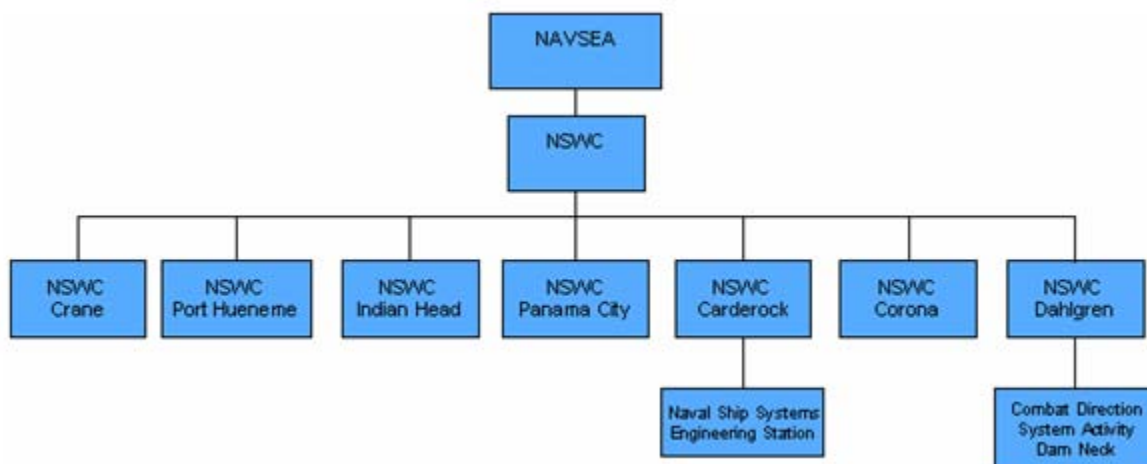 NAVSEA
NSWC
NSWC
Crane
NSWC
Port Hueneme
NSWC
Indian Head
NSWC
Panama City
NSWC
Carderock
NSWC
Corona
NSWC
Dahlgren
Naval Ship Systems
Engineering Station
Combat Direction
System Activity
Dam Neck